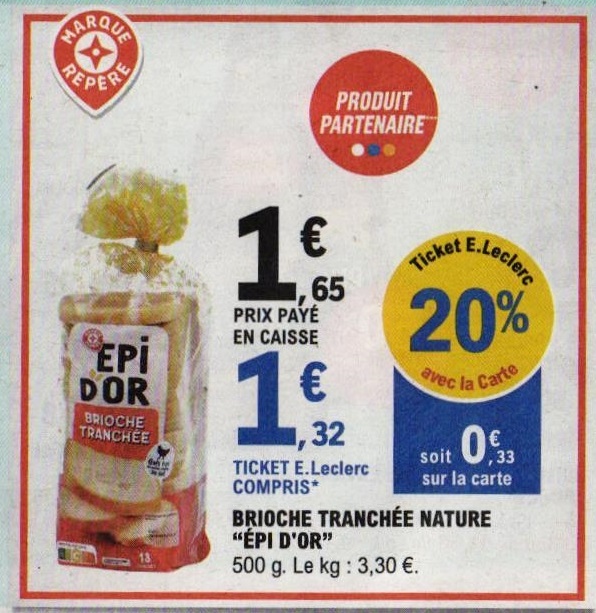 MARQUE
REPÈRE
PRODUIT
PARTENAIRE
1€,65
PRIX PAYÉ
EN CAISSE
1€,32
TICKET E.Leclerc
COMPRIS*
Ticket E.Leclerc
20%
avec la Carte
soit 0€,33
sur la carte
EPi
D'OR
BRIOCHE
TRANCHÉE
13
BRIOCHE TRANCHÉE NATURE
“ÉPI D'OR”
500 g. Le kg : 3,30 €.